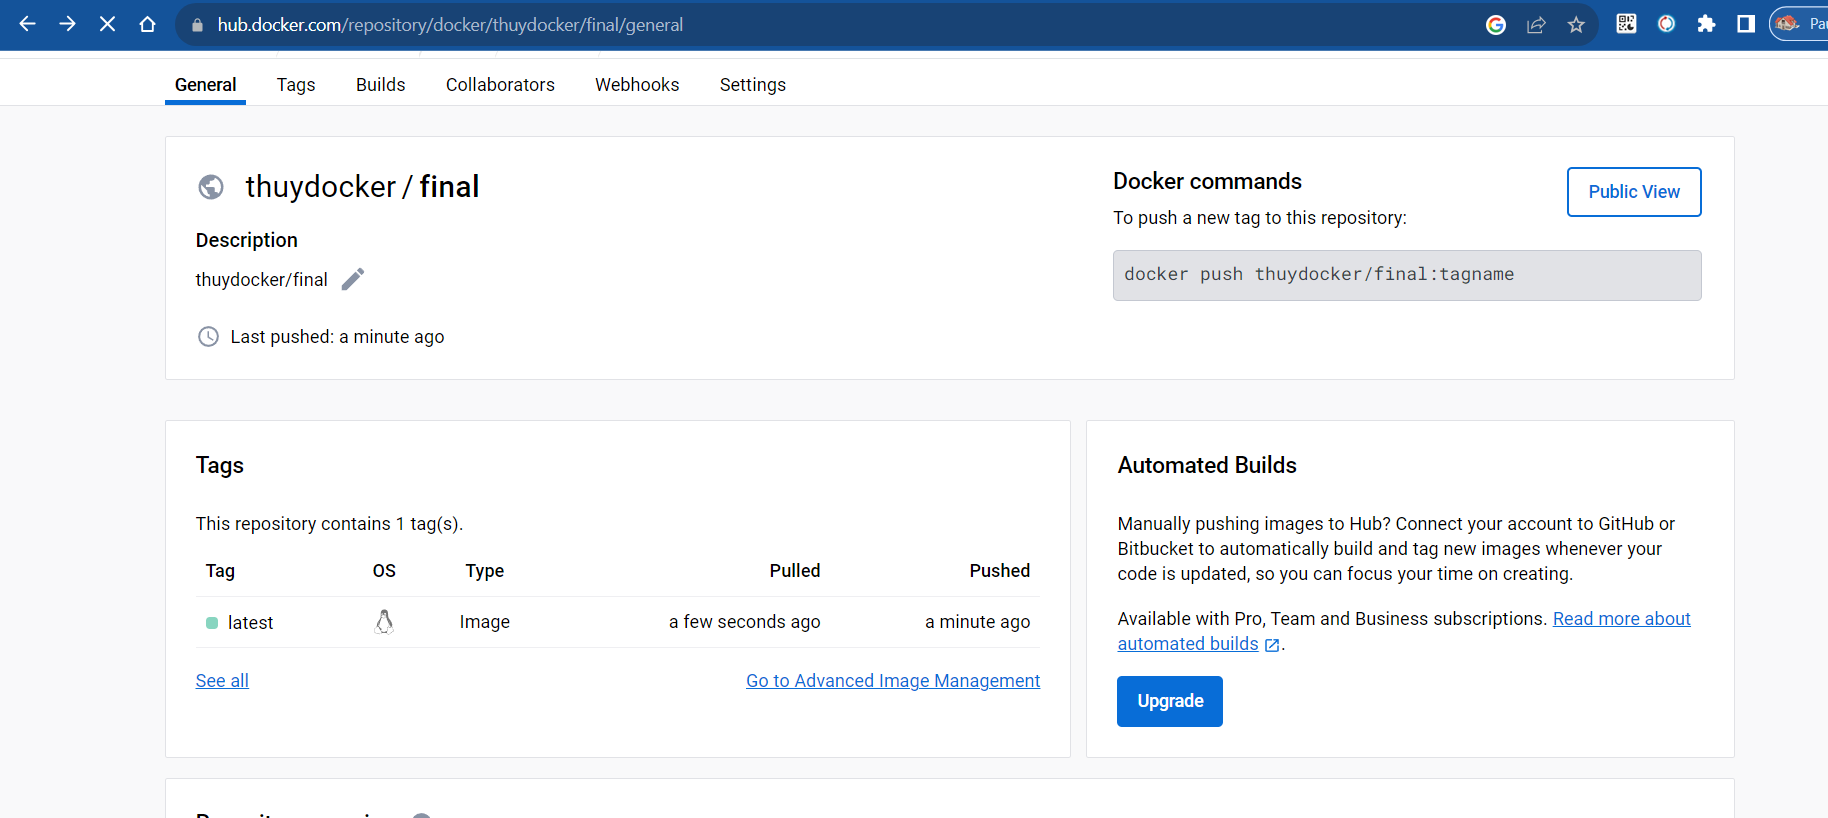 hub.docker.com/repository/docker/thuydocker/final/general
General Tags Builds Collaborators Webhooks Settings
thuydocker / final
Description
thuydocker/final
Last pushed: a minute ago
Docker commands
Public View
To push a new tag to this repository:
docker push thuydocker/final:tagname
Tags
This repository contains 1 tag(s).
Tag OS Type Pulled Pushed
latest Image a few seconds ago a minute ago
See all Go to Advanced Image Management
Automated Builds
Manually pushing images to Hub? Connect your account to GitHub or
Bitbucket to automatically build and tag new images whenever your
code is updated, so you can focus your time on creating.
Available with Pro, Team and Business subscriptions. Read more about
automated builds .
Upgrade